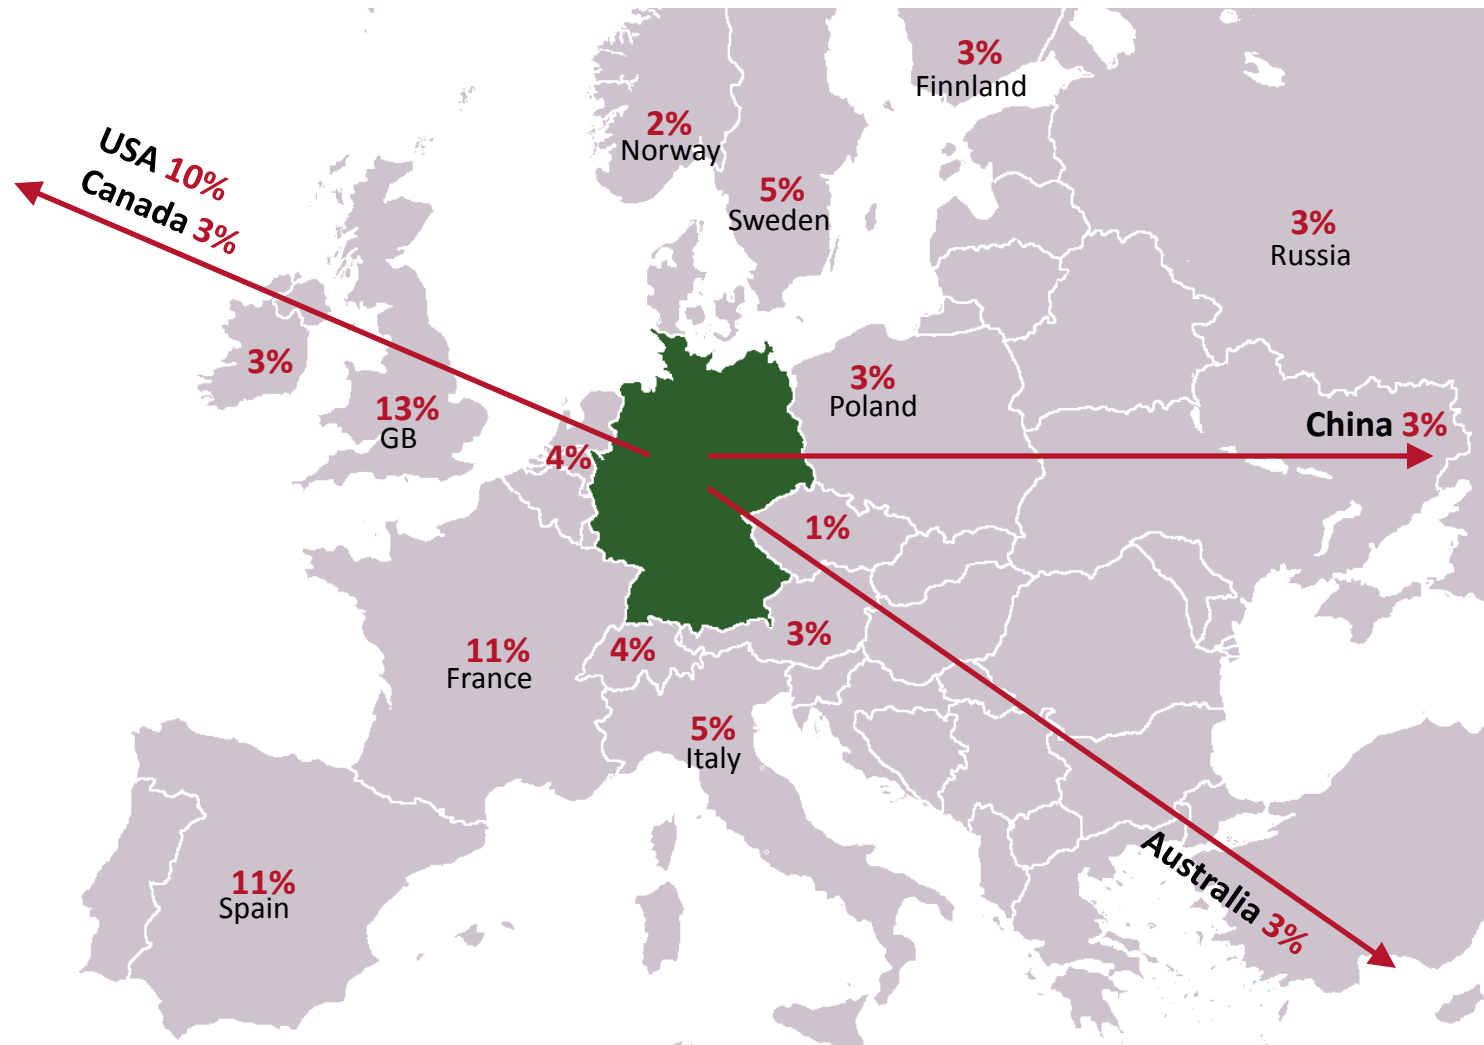 3%
Finnland
2%
Norway
USA 10%
Canada 3%
5%
Sweden
3%
Russia
3%
3%
Poland
13%
GB
China 3%
4%
1%
3%
4%
11%
France
5%
Italy
Australia 3%
11%
Spain